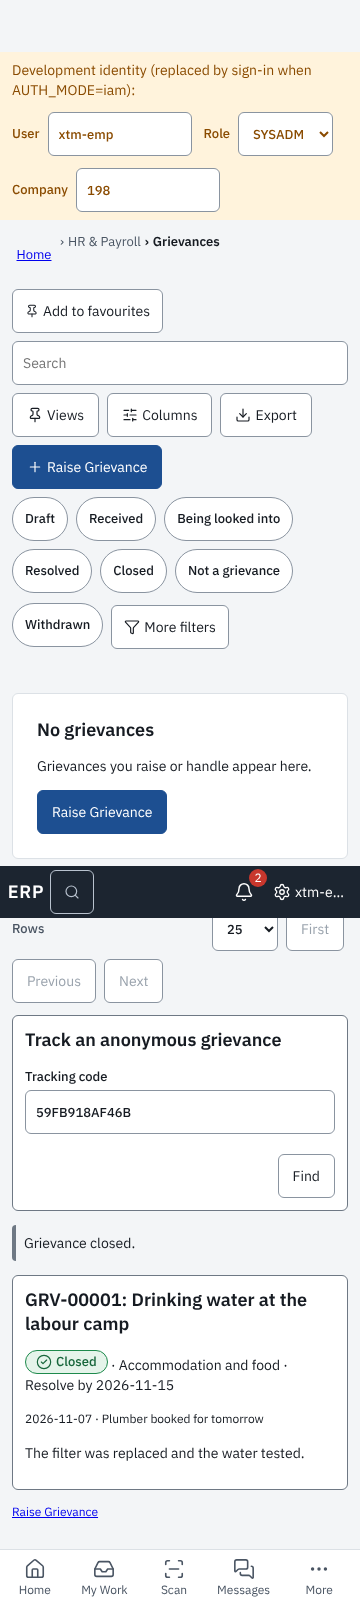 Development identity (replaced by sign-in when
AUTH_MODE=iam):
User xtm-emp Role SYSADM
Company 198
Home › HR & Payroll › Grievances
Add to favourites
Search
Views Columns Export
Raise Grievance
Draft Received Being looked into
Resolved Closed Not a grievance
Withdrawn More filters
No grievances
Grievances you raise or handle appear here.
Raise Grievance
ERP 2 xtm-e...
Rows 25 First
Previous Next
Track an anonymous grievance
Tracking code
59FB918AF46B
Find
Grievance closed.
GRV-00001: Drinking water at the
labour camp
Closed · Accommodation and food ·
Resolve by 2026-11-15
2026-11-07 · Plumber booked for tomorrow
The filter was replaced and the water tested.
Raise Grievance
Home My Work Scan Messages More